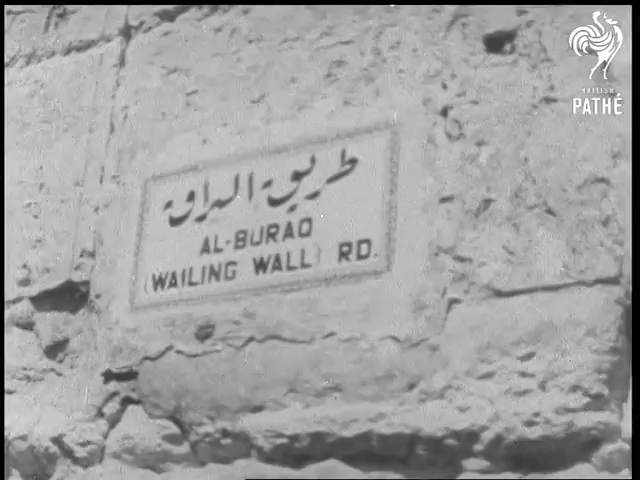 BRITISH
PATHÉ
طريق البراق
AL-BURAQ
(WAILING WALL) RD.